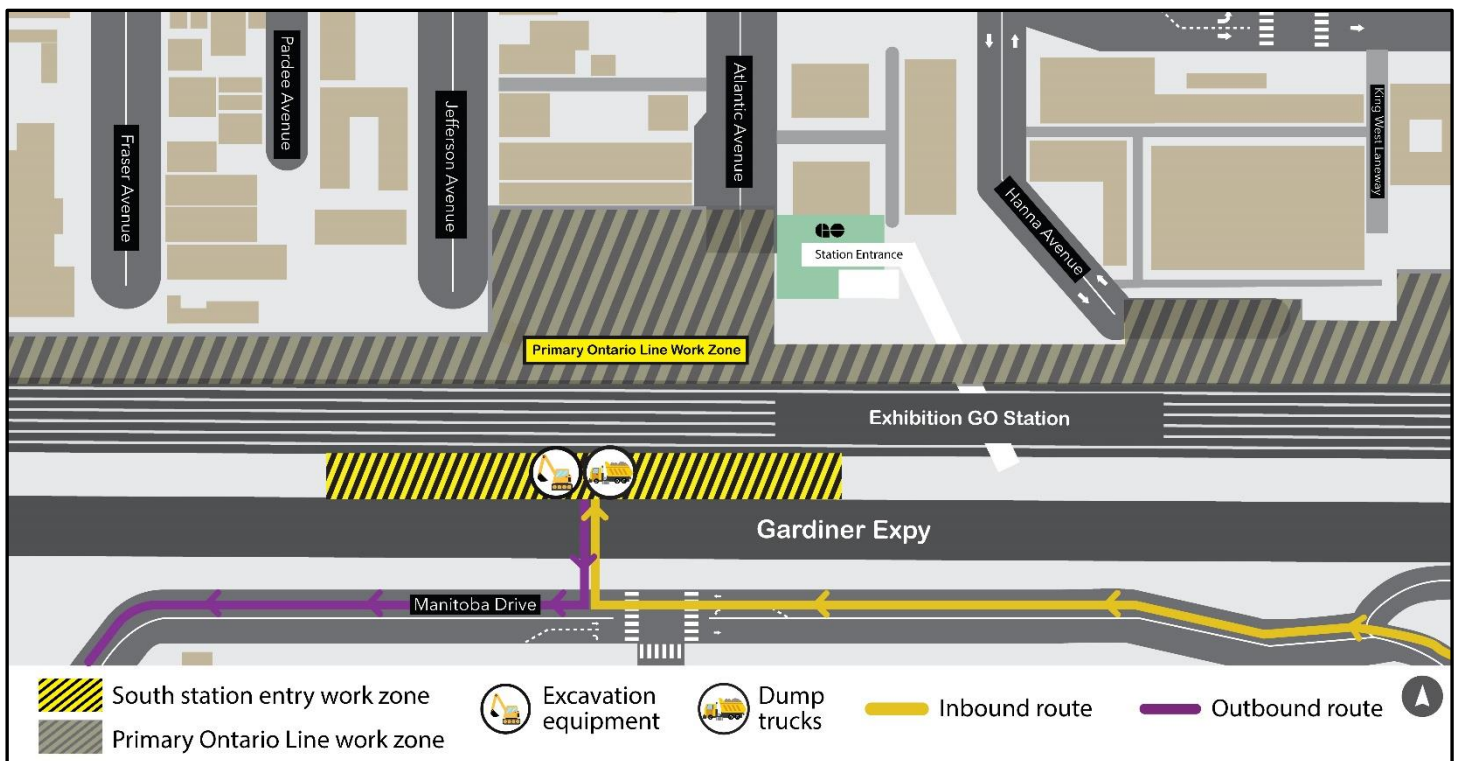 Fraser Avenue
Pardee Avenue
Jefferson Avenue
Atlantic Avenue
Hanna Avenue
King West Laneway
GO
Station Entrance
Primary Ontario Line Work Zone
Exhibition GO Station
Gardiner Expy
Manitoba Drive
South station entry work zone
Primary Ontario Line work zone
Excavation
equipment
Dump
trucks
Inbound route
Outbound route